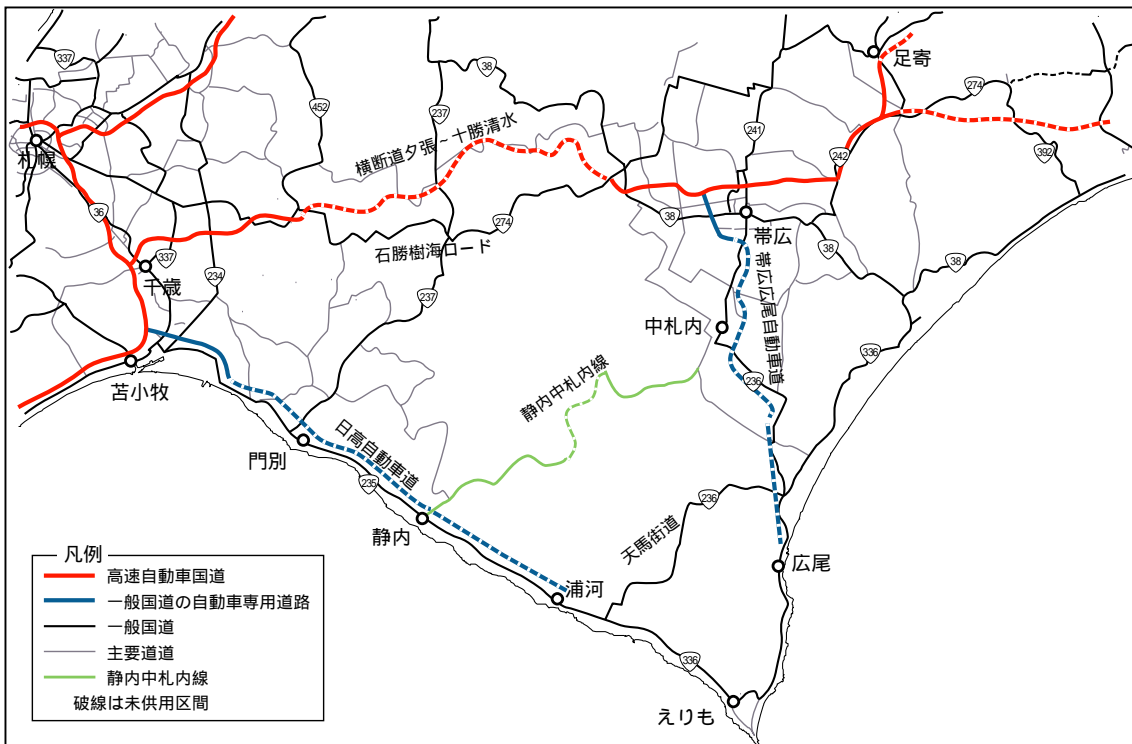 337
足寄
38
274
452
237
241
札幌
横断道夕張～十勝清水
242
392
36
38
274
帯広
石勝樹海ロード
337
38
38
千歳
234
237
帯広広尾自動車道
中札内
336
苫小牧
静内中札内線
236
門別
日高自動車道
235
236
静内
天馬街道
広尾
浦河
336
えりも
凡例
高速自動車国道
一般国道の自動車専用道路
一般国道
主要道道
静内中札内線
破線は未供用区間